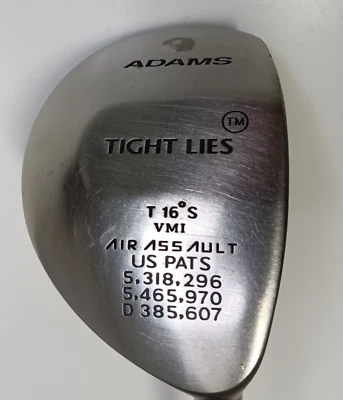 ADAMS
TIGHT LIES TM
T 16° S
VMI
AIR ASSAULT
US PATS
5,318,296
5,465,970
D 385,607